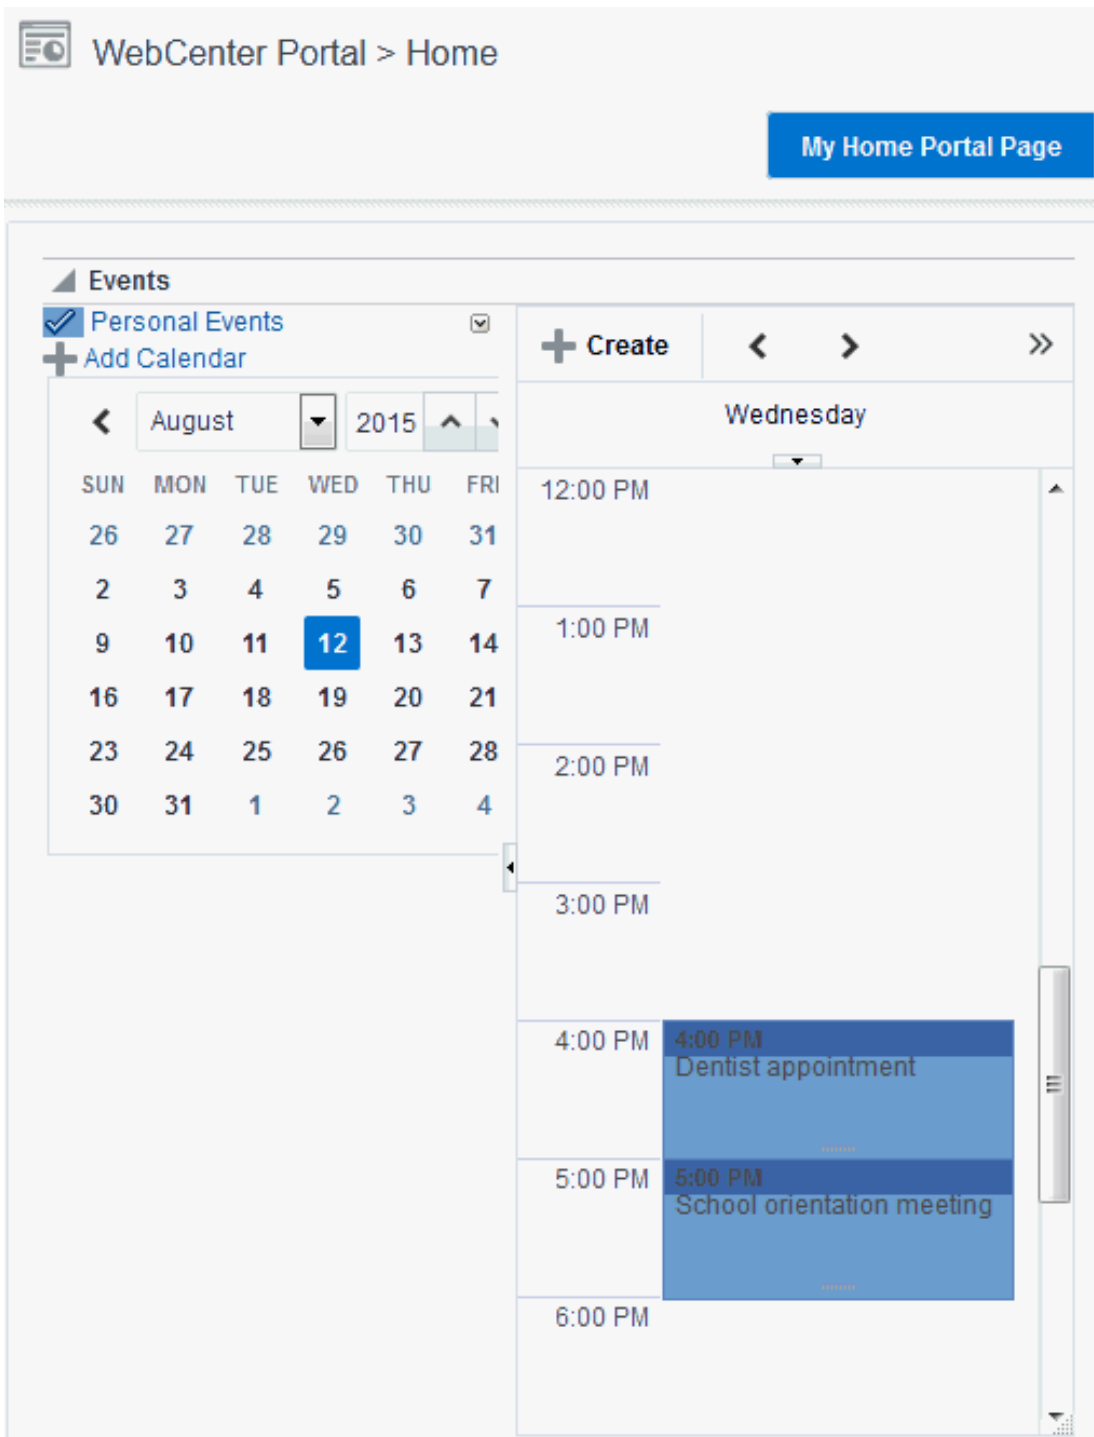 WebCenter Portal > Home
My Home Portal Page
Events
Personal Events
Add Calendar
August 2015
SUN MON TUE WED THU FRI
26 27 28 29 30 31
2 3 4 5 6 7
9 10 11 12 13 14
16 17 18 19 20 21
23 24 25 26 27 28
30 31 1 2 3 4
Create
Wednesday
12:00 PM
1:00 PM
2:00 PM
3:00 PM
4:00 PM 4:00 PM
Dentist appointment
5:00 PM 5:00 PM
School orientation meeting
6:00 PM